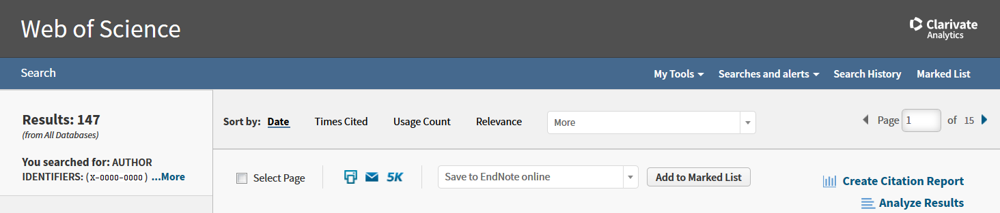 Web of Science
Clarivate
Analytics
Search
My Tools
Searches and alerts
Search History
Marked List
Results: 147
(from All Databases)
You searched for: AUTHOR
IDENTIFIERS: (X-0000-0000) ...More
Sort by: Date
Times Cited
Usage Count
Relevance
More
Page 1 of 15
Select Page
5K
Save to EndNote online
Add to Marked List
Create Citation Report
Analyze Results